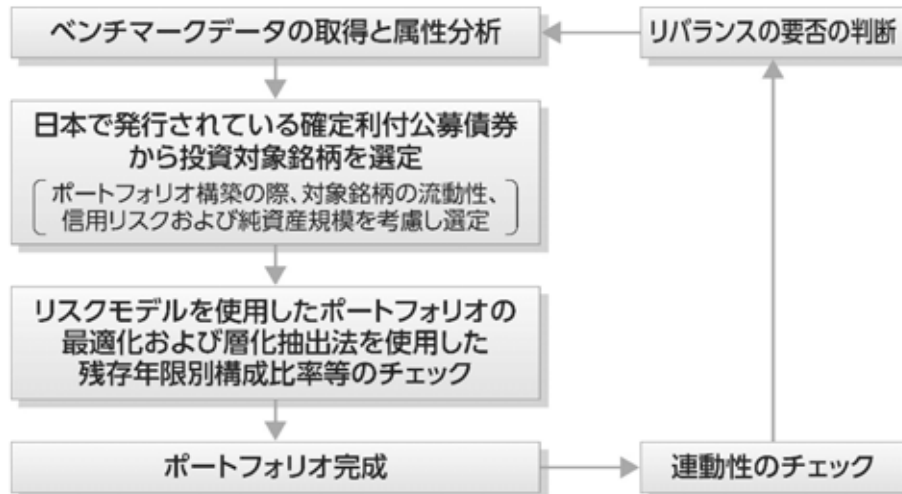 ベンチマークデータの取得と属性分析
リバランスの要否の判断
日本で発行されている確定利付公募債券
から投資対象銘柄を選定
ポートフォリオ構築の際、対象銘柄の流動性、
信用リスクおよび純資産規模を考慮し選定
リスクモデルを使用したポートフォリオの
最適化および層化抽出法を使用した
残存年限別構成比率等のチェック
ポートフォリオ完成
連動性のチェック